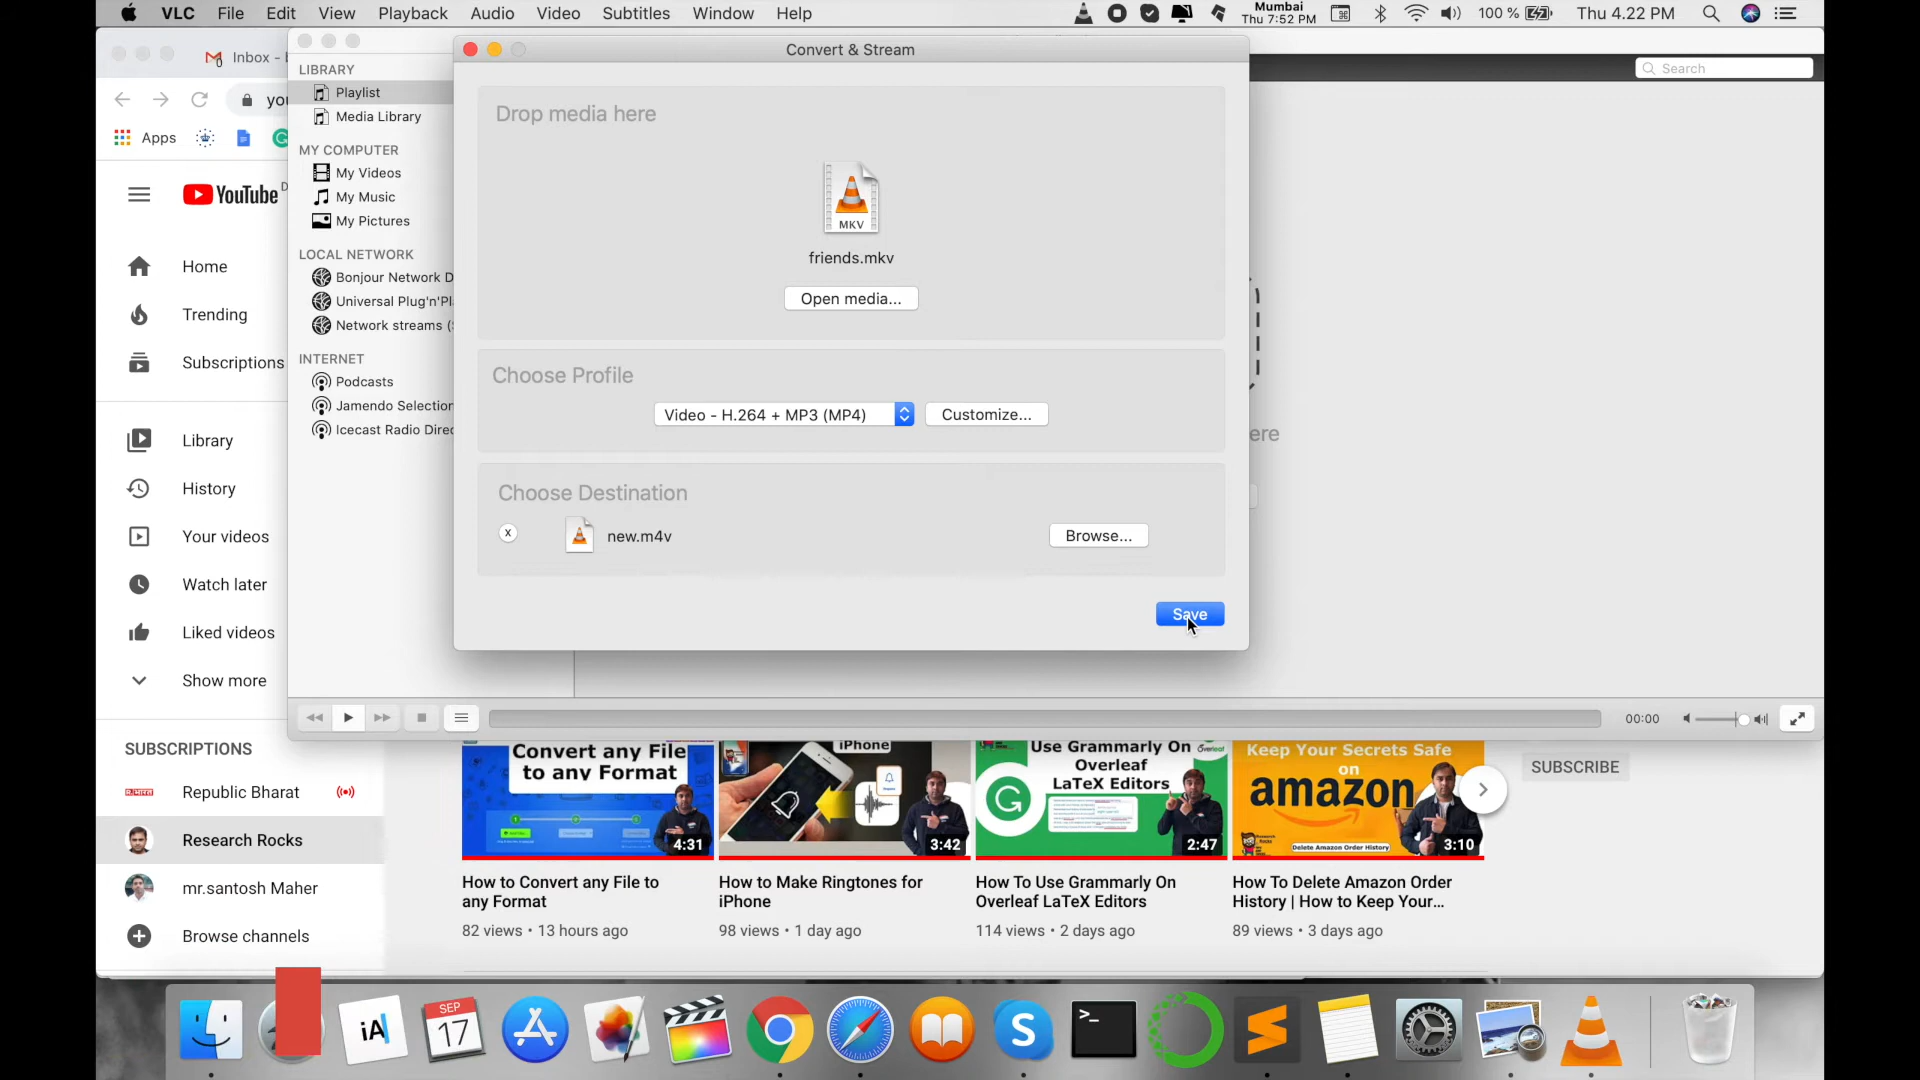 VLC File Edit View Playback Audio Video Subtitles Window Help
Mumbai
Thu 7:52 PM
100 %
Thu 4.22 PM
Inbox -
Convert & Stream
LIBRARY
Playlist
Media Library
MY COMPUTER
My Videos
My Music
My Pictures
LOCAL NETWORK
Bonjour Network D
Universal Plug'n'Pl
Network streams (
INTERNET
Podcasts
Jamendo Selection
Icecast Radio Direc
Search
you
Apps
YouTube
Home
Trending
Subscriptions
Library
History
Your videos
Watch later
Liked videos
Show more
SUBSCRIPTIONS
Republic Bharat
Research Rocks
mr.santosh Maher
Browse channels
Drop media here
MKV
friends.mkv
Open media...
Choose Profile
Video - H.264 + MP3 (MP4)
Customize...
Choose Destination
x
new.m4v
Browse...
Save
ere
00:00
Convert any File
to any Format
4:31
iPhone
3:42
Use Grammarly On
Overleaf
LaTeX Editors
2:47
Keep Your Secrets Safe
on
amazon
Delete Amazon Order History
3:10
SUBSCRIBE
How to Convert any File to
any Format
82 views • 13 hours ago
How to Make Ringtones for
iPhone
98 views • 1 day ago
How To Use Grammarly On
Overleaf LaTeX Editors
114 views • 2 days ago
How To Delete Amazon Order
History | How to Keep Your...
89 views • 3 days ago
iA
SEP
17
S